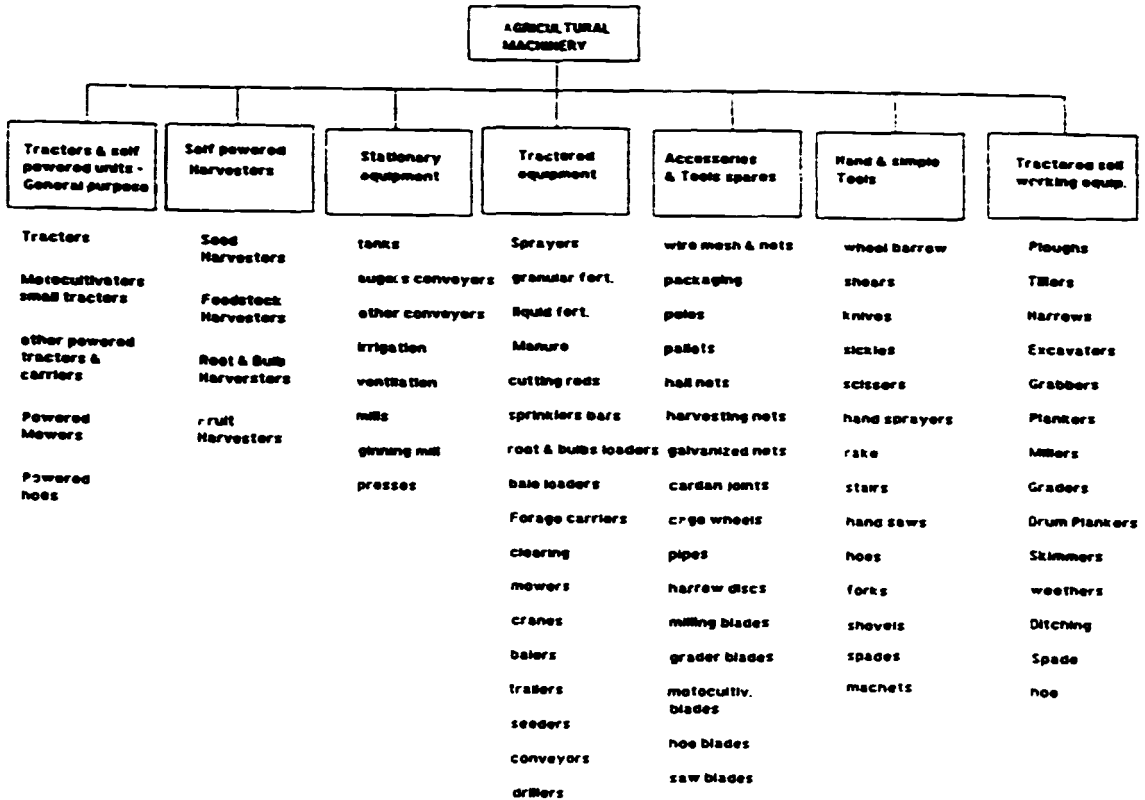 AGRICULTURAL
MACHINERY
Tractors & self
powered units -
General purpose
Tractors
Motocultivators
small tractors
other powered
tractors &
carriers
Powered
Mowers
Powered
hoes
Self powered
Harvesters
Seed
Harvesters
Feedstock
Harvesters
Root & Bulb
Harversters
Fruit
Harvesters
Stationary
equipment
tanks
augers conveyors
other conveyors
irrigation
ventilation
mills
ginning mill
presses
Tractered
equipment
Sprayers
granular fert.
liquid fert.
Manure
cutting rods
sprinklers bars
root & bulbs loaders
bale loaders
Forage carriers
clearing
mowers
cranes
balers
trailers
seeders
conveyors
drillers
Accessories
& Tools spares
wire mesh & nets
packaging
poles
pallets
hail nets
harvesting nets
galvanized nets
cardan joints
cage wheels
pipes
harrow discs
milling blades
grader blades
motocultiv.
blades
hoe blades
saw blades
Hand & simple
Tools
wheel barrow
shears
knives
sickles
scissors
hand sprayers
rake
stairs
hand saws
hoes
forks
shovels
spades
machets
Tractered soil
working equip.
Ploughs
Tillers
Harrows
Excavators
Grabbers
Plankers
Millers
Graders
Drum Plankers
Skimmers
weethers
Ditching
Spade
hoe